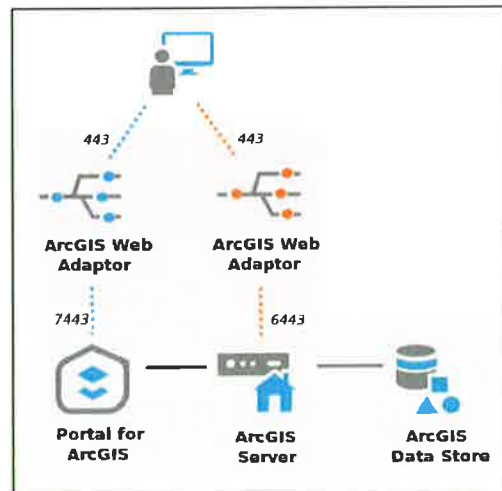 443 443
ArcGIS Web
Adaptor
ArcGIS Web
Adaptor
7443 6443
Portal for
ArcGIS
ArcGIS
Server
ArcGIS
Data Store